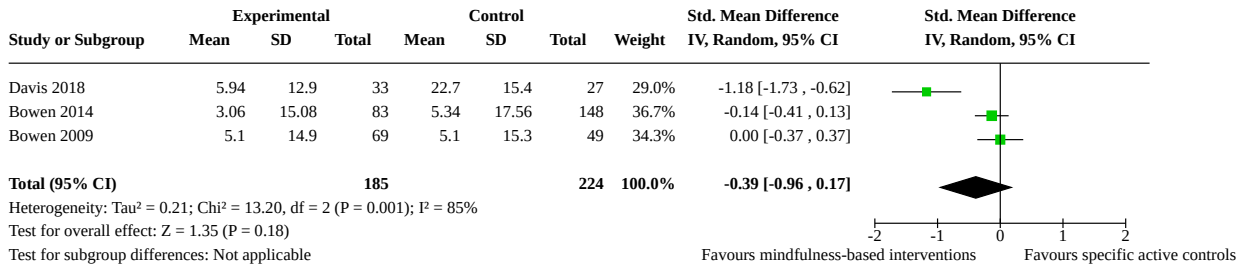 Experimental Control Std. Mean Difference Std. Mean Difference
Study or Subgroup Mean SD Total Mean SD Total Weight IV, Random, 95% CI IV, Random, 95% CI
Davis 2018 5.94 12.9 33 22.7 15.4 27 29.0% -1.18 [-1.73 , -0.62]
Bowen 2014 3.06 15.08 83 5.34 17.56 148 36.7% -0.14 [-0.41 , 0.13]
Bowen 2009 5.1 14.9 69 5.1 15.3 49 34.3% 0.00 [-0.37 , 0.37]
Total (95% CI) 185 224 100.0% -0.39 [-0.96 , 0.17]
Heterogeneity: Tau² = 0.21; Chi² = 13.20, df = 2 (P = 0.001); I² = 85%
Test for overall effect: Z = 1.35 (P = 0.18) -2 -1 0 1 2
Test for subgroup differences: Not applicable Favours mindfulness-based interventions Favours specific active controls